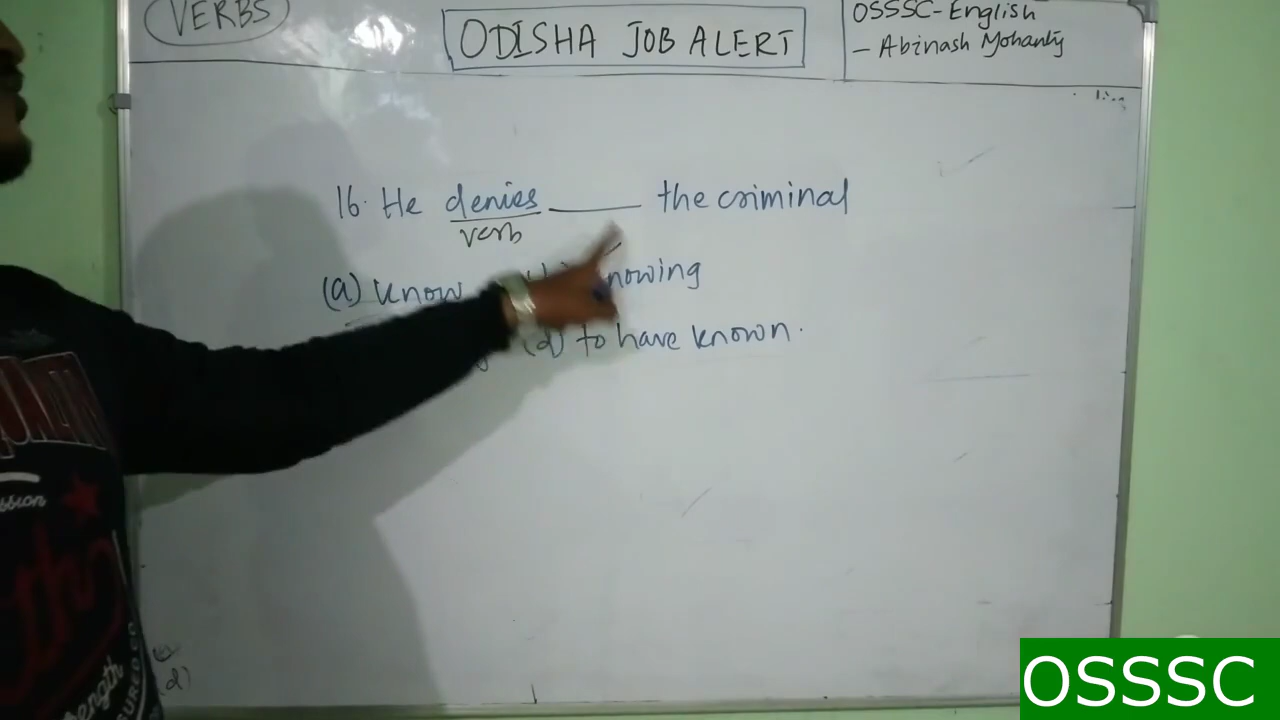 VERBS
ODISHA JOB ALERT
OSSSC-English
- Abinash Mohanty
16. He denies ____ the criminal
verb
(a) know nowing
(d) to have known.
(d)
OSSSC